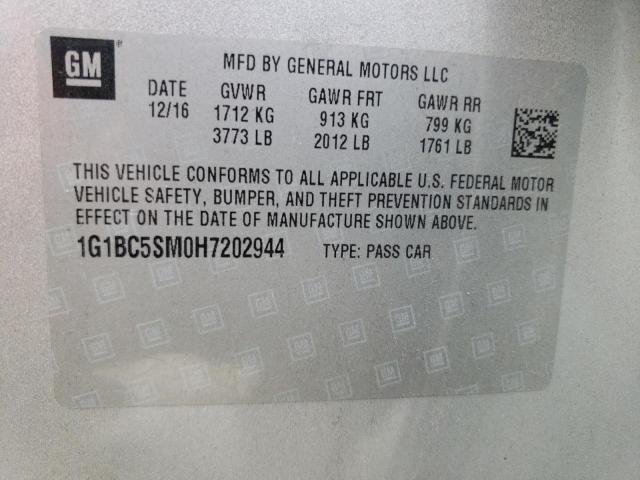 GM
MFD BY GENERAL MOTORS LLC
DATE GVWR GAWR FRT GAWR RR
12/16 1712 KG 913 KG 799 KG
3773 LB 2012 LB 1761 LB
THIS VEHICLE CONFORMS TO ALL APPLICABLE U.S. FEDERAL MOTOR
VEHICLE SAFETY, BUMPER, AND THEFT PREVENTION STANDARDS IN
EFFECT ON THE DATE OF MANUFACTURE SHOWN ABOVE.
1G1BC5SM0H7202944 TYPE: PASS CAR